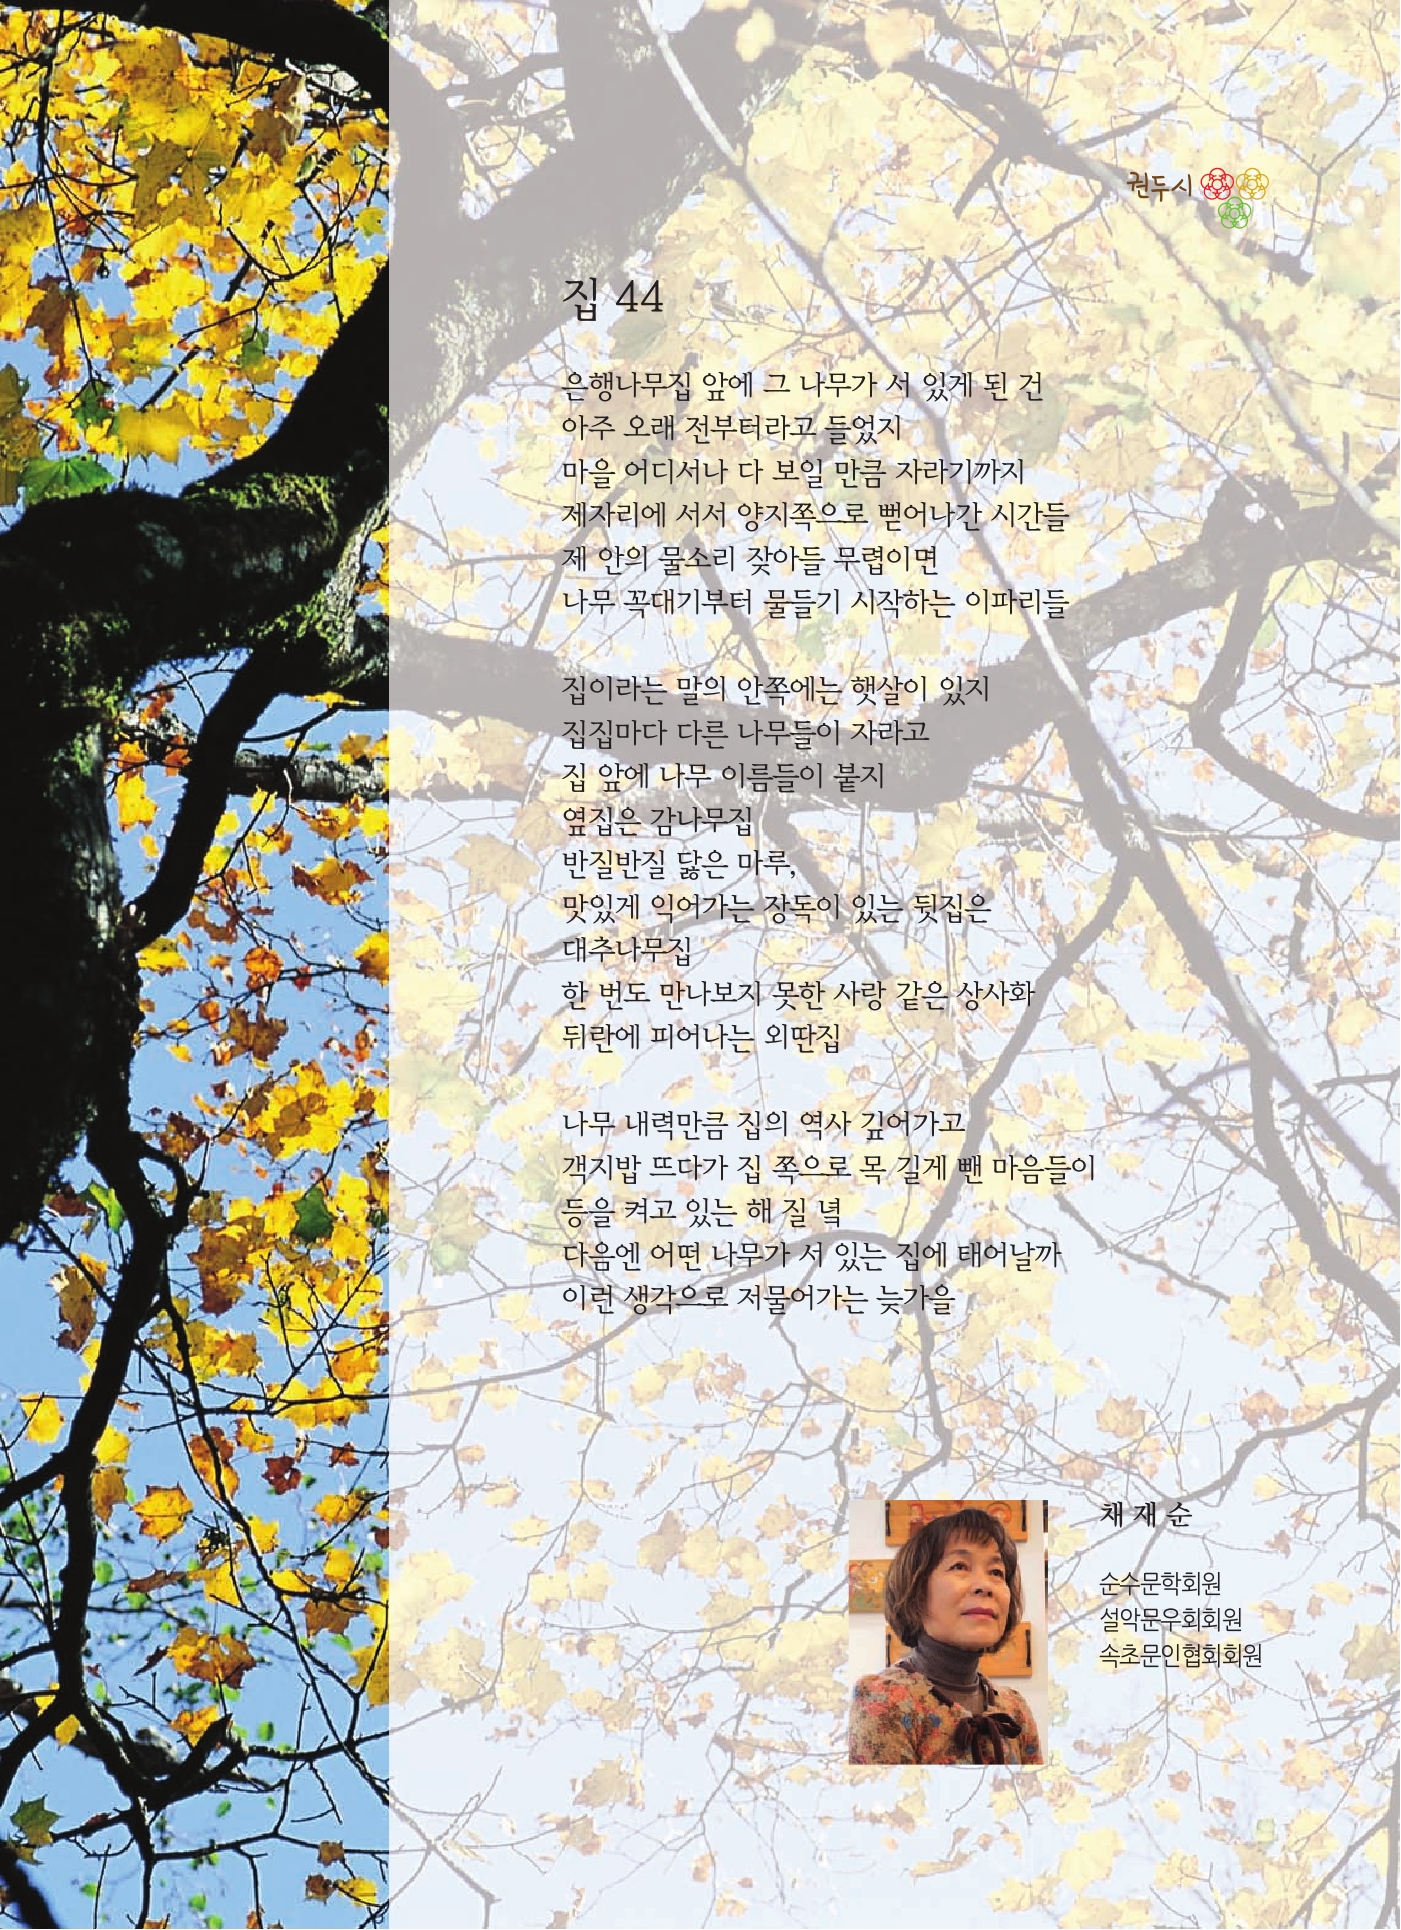 권두시
집 44
은행나무집 앞에 그 나무가 서 있게 된 건
아주 오래 전부터라고 들었지
마을 어디서나 다 보일 만큼 자라기까지
제자리에 서서 양지쪽으로 뻗어나간 시간들
제 안의 물소리 잦아들 무렵이면
나무 꼭대기부터 물들기 시작하는 이파리들
집이라는 말의 안쪽에는 햇살이 있지
집집마다 다른 나무들이 자라고
집 앞에 나무 이름들이 붙지
옆집은 감나무집
반질반질 닳은 마루,
맛있게 익어가는 장독이 있는 뒷집은
대추나무집
한 번도 만나보지 못한 사랑 같은 상사화
뒤란에 피어나는 외딴집
나무 내력만큼 집의 역사 깊어가고
객지밥 뜨다가 집 쪽으로 목 길게 뺀 마음들이
등을 켜고 있는 해 질 녘
다음엔 어떤 나무가 서 있는 집에 태어날까
이런 생각으로 저물어가는 늦가을
채 재 순
순수문학회원
설악문우회회원
속초문인협회회원